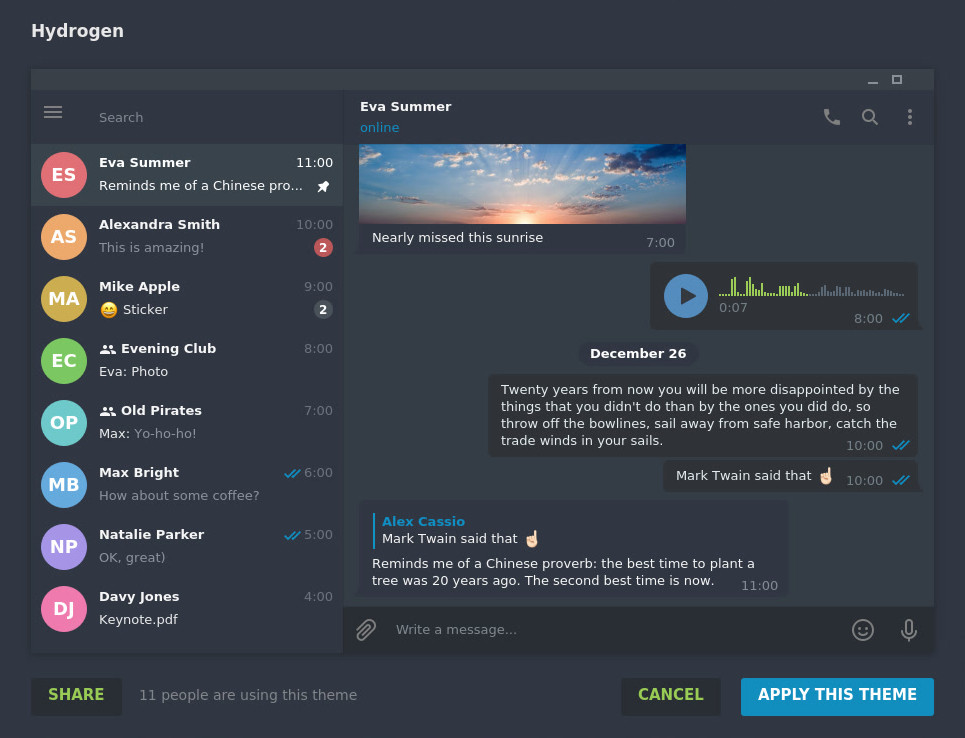 Hydrogen
Search
ES
Eva Summer 11:00
Reminds me of a Chinese pro...
AS
Alexandra Smith 10:00
This is amazing! 2
MA
Mike Apple 9:00
😁 Sticker 2
EC
Evening Club 8:00
Eva: Photo
OP
Old Pirates 7:00
Max: Yo-ho-ho!
MB
Max Bright 6:00
How about some coffee?
NP
Natalie Parker 5:00
OK, great)
DJ
Davy Jones 4:00
Keynote.pdf
Eva Summer
online
Nearly missed this sunrise 7:00
0:07
8:00
December 26
Twenty years from now you will be more disappointed by the
things that you didn't do than by the ones you did do, so
throw off the bowlines, sail away from safe harbor, catch the
trade winds in your sails. 10:00
Mark Twain said that ☝🏻 10:00
Alex Cassio
Mark Twain said that ☝🏻
Reminds me of a Chinese proverb: the best time to plant a
tree was 20 years ago. The second best time is now. 11:00
Write a message...
SHARE 11 people are using this theme CANCEL APPLY THIS THEME